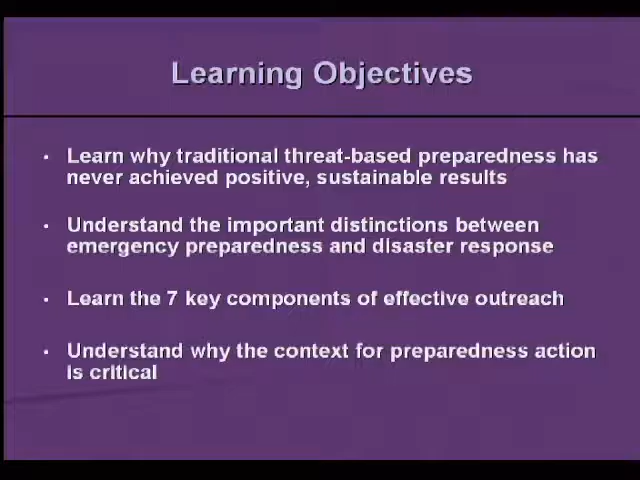 Learning Objectives
• Learn why traditional threat-based preparedness has
never achieved positive, sustainable results
• Understand the important distinctions between
emergency preparedness and disaster response
• Learn the 7 key components of effective outreach
• Understand why the context for preparedness action
is critical